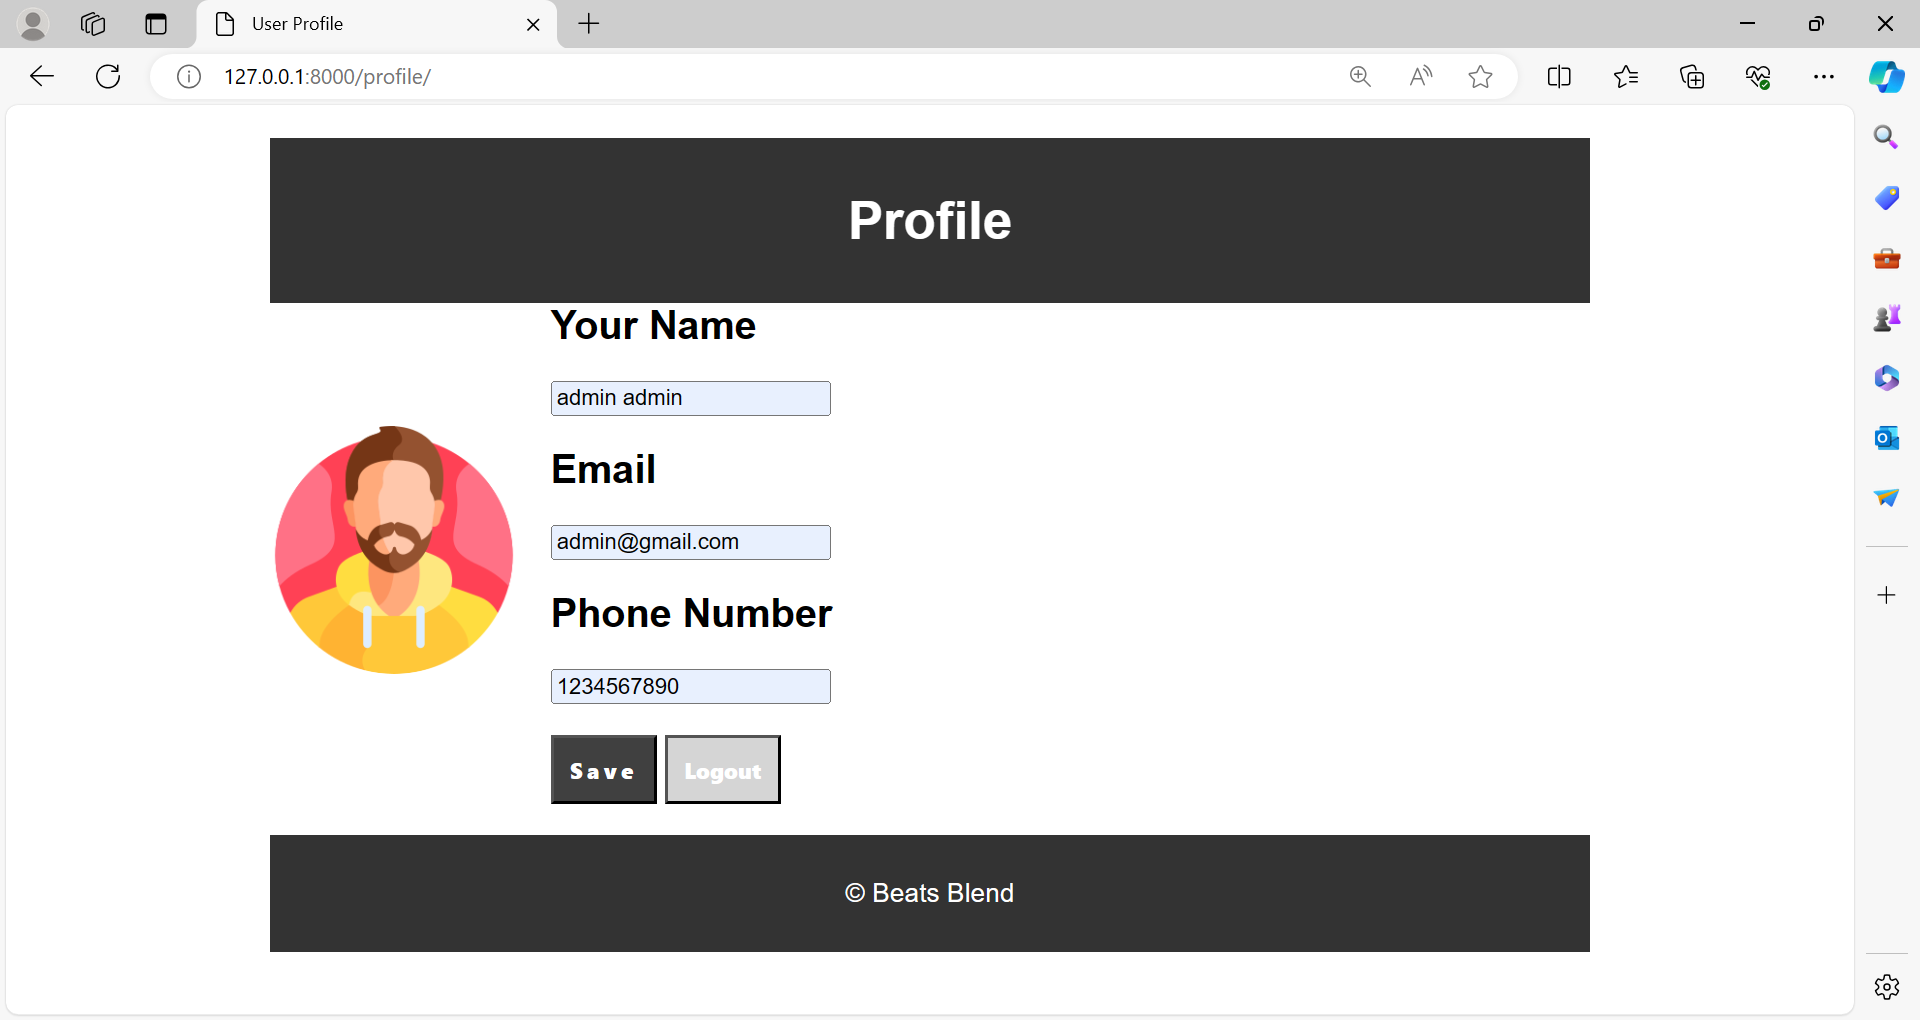 User Profile
127.0.0.1:8000/profile/
Profile
Your Name
admin admin
Email
admin@gmail.com
Phone Number
1234567890
Save Logout
© Beats Blend